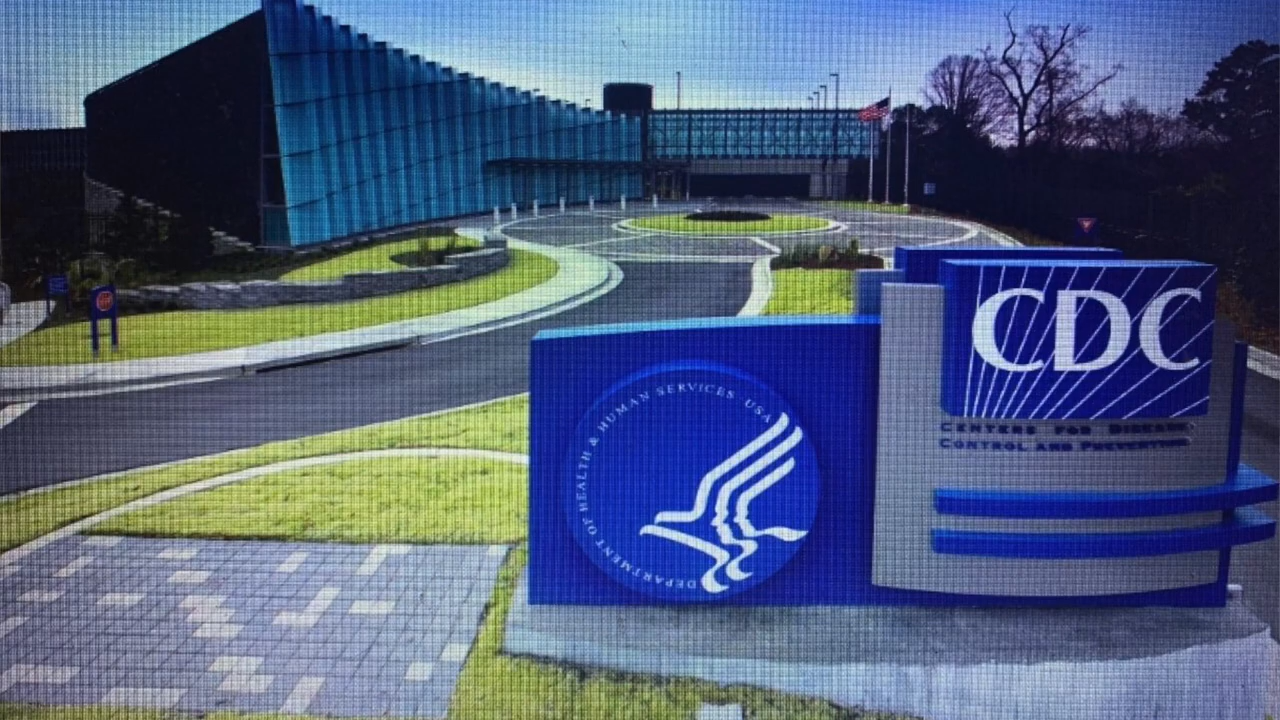 DEPARTMENT OF HEALTH & HUMAN SERVICES · USA
CDC
CENTERS FOR DISEASE
CONTROL AND PREVENTION